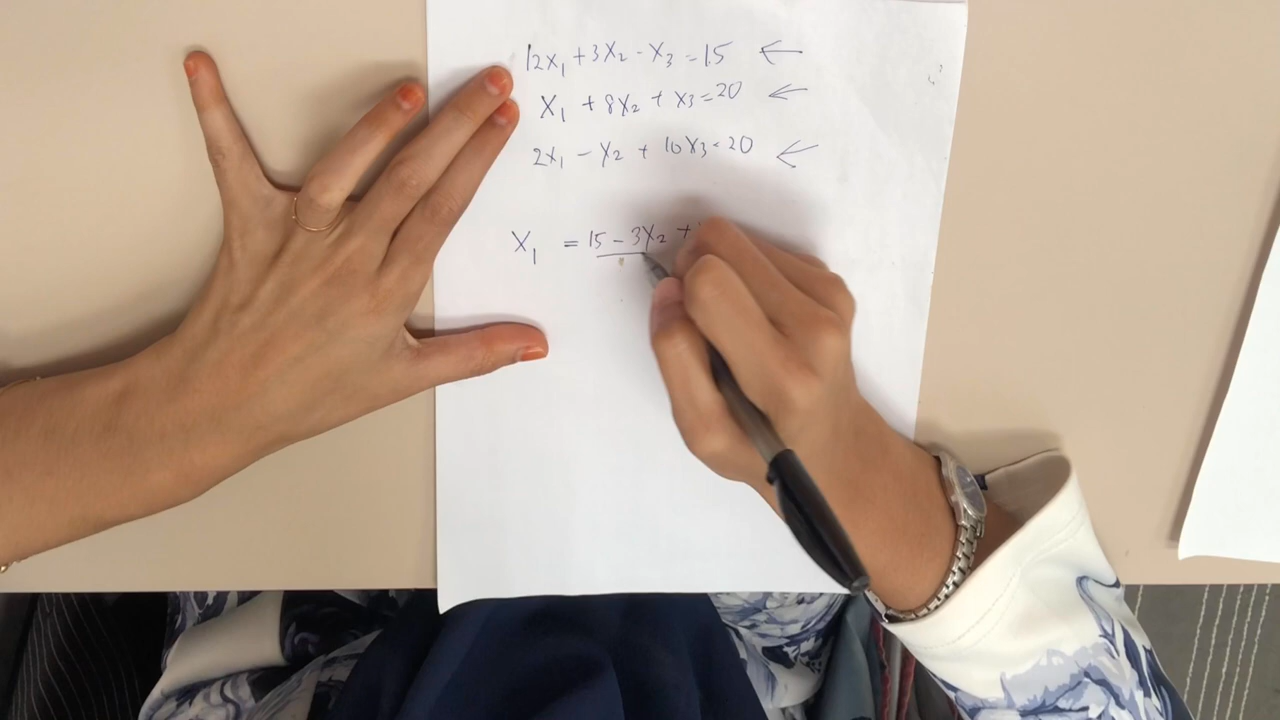 12x₁ + 3x₂ - x₃ = 15 ←
x₁ + 8x₂ + x₃ = 20 ←
2x₁ - x₂ + 10x₃ = 20 ←
x₁ = 15 - 3x₂ +